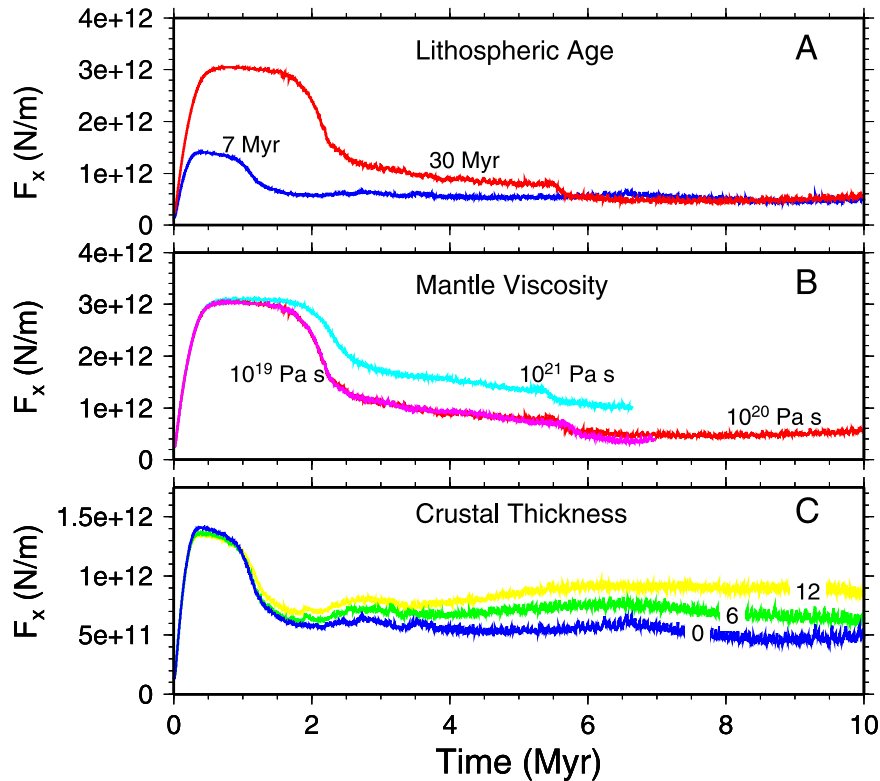 4e+12
Lithospheric Age
A
3e+12
2e+12
7 Myr
30 Myr
1e+12
0
Fx (N/m)
4e+12
Mantle Viscosity
B
3e+12
2e+12
10^19 Pa s
10^21 Pa s
1e+12
10^20 Pa s
0
Fx (N/m)
1.5e+12
Crustal Thickness
C
1e+12
12
6
5e+11
0
0
Fx (N/m)
0 2 4 6 8 10
Time (Myr)